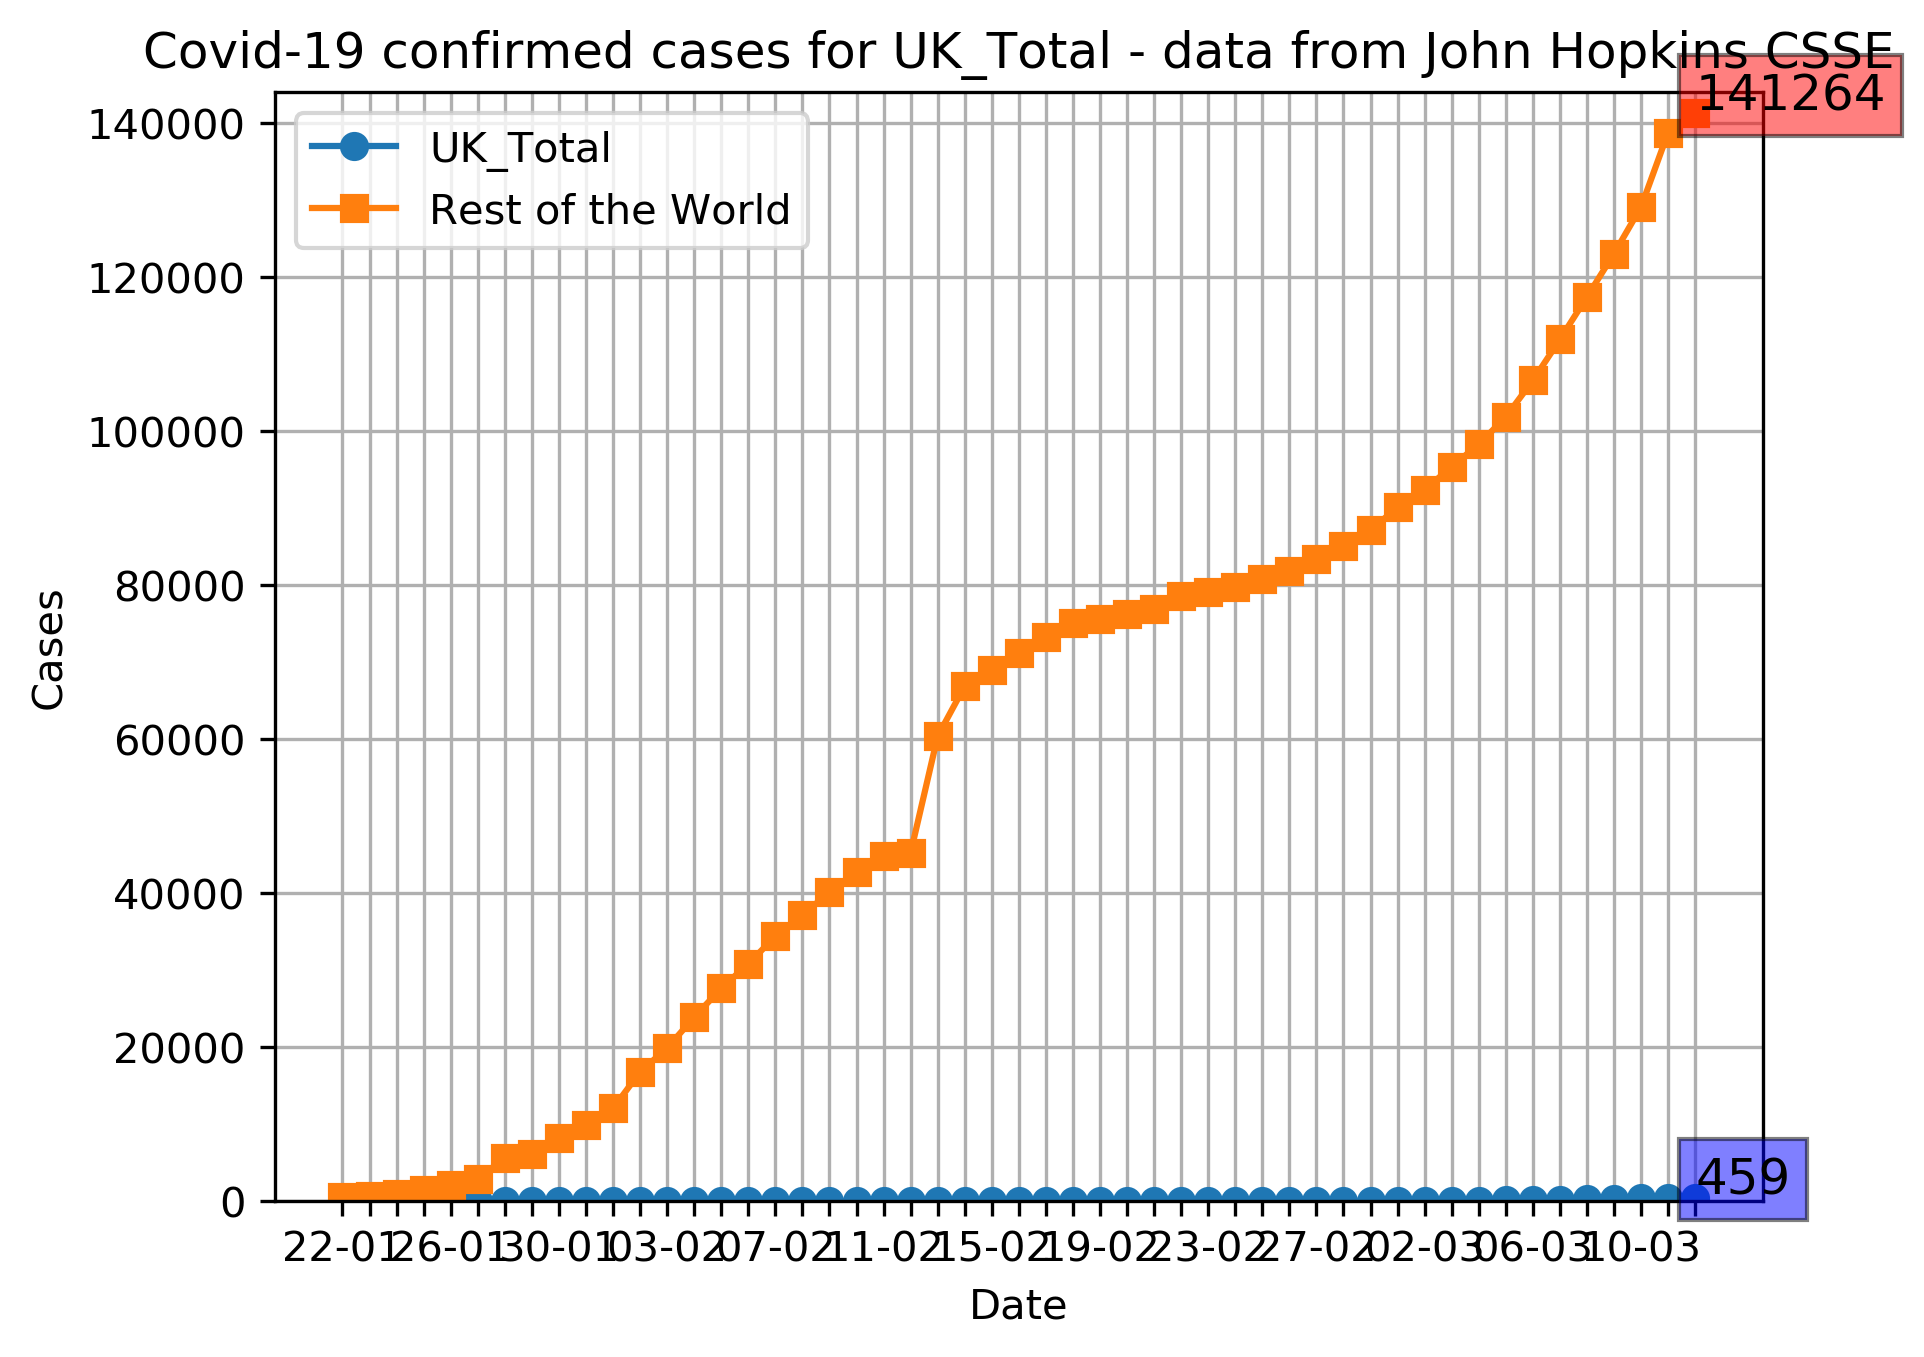 Covid-19 confirmed cases for UK_Total - data from John Hopkins CSSE
141264
UK_Total
Rest of the World
140000
120000
100000
80000
60000
40000
20000
0
Cases
459
22-01 26-01 30-01 03-02 07-02 11-02 15-02 19-02 23-02 27-02 02-03 06-03 10-03
Date